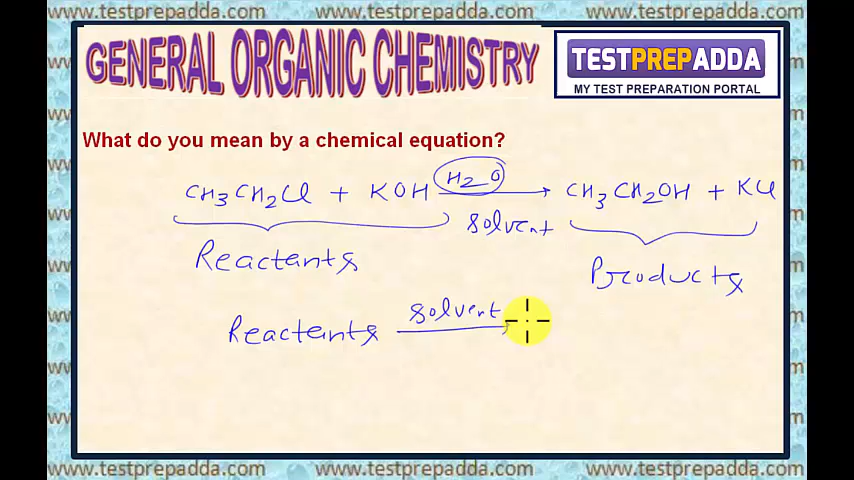 www.testprepadda.com www.testprepadda.com www.testprepadda.com
GENERAL ORGANIC CHEMISTRY
TESTPREPADDA
MY TEST PREPARATION PORTAL
What do you mean by a chemical equation?
CH3CH2Cl + KOH H2O → CH3CH2OH + KCl
solvent
Reactants
Products
Reactants solvent →
www.testprepadda.com www.testprepadda.com www.testprepadda.com